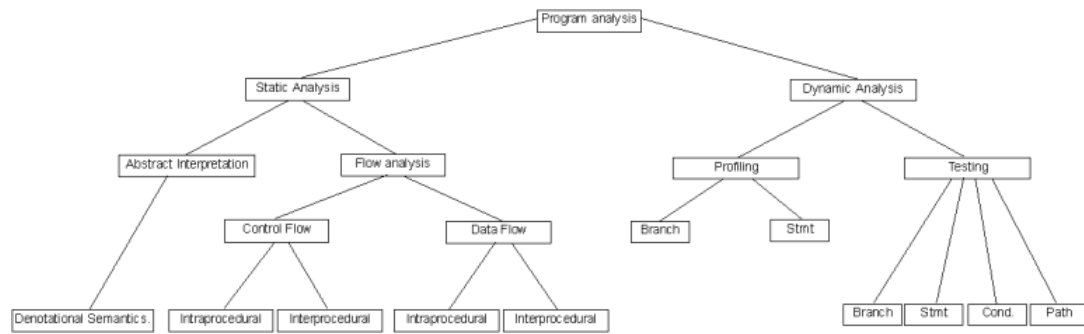 Program analysis
Static Analysis
Dynamic Analysis
Abstract Interpretation
Flow analysis
Profiling
Testing
Control Flow
Data Flow
Branch
Stmt
Denotational Semantics.
Intraprocedural
Interprocedural
Intraprocedural
Interprocedural
Branch
Stmt
Cond.
Path